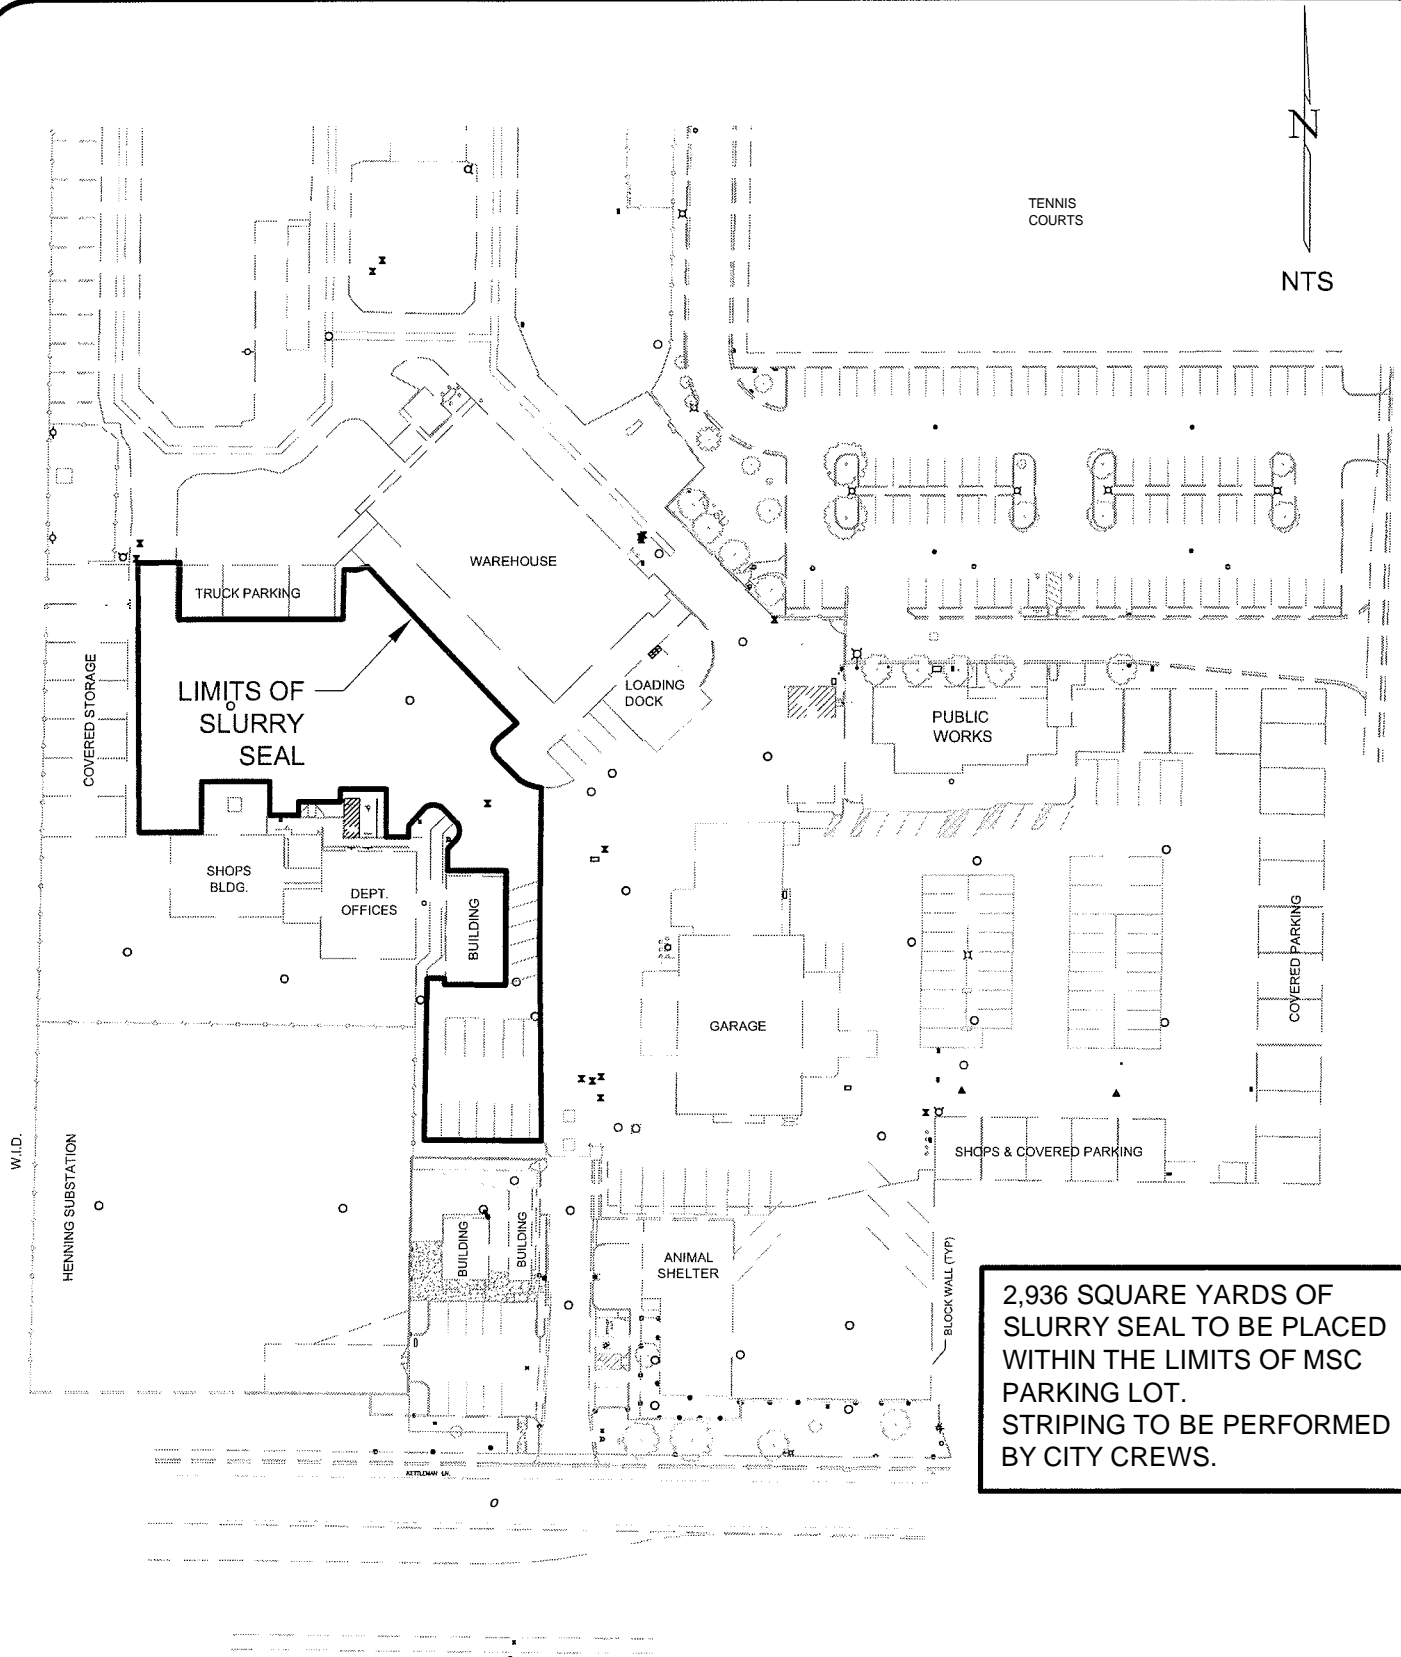 N
NTS
TENNIS
COURTS
WAREHOUSE
TRUCK PARKING
COVERED STORAGE
LIMITS OF
SLURRY
SEAL
LOADING
DOCK
PUBLIC
WORKS
SHOPS
BLDG.
DEPT.
OFFICES
BUILDING
GARAGE
COVERED PARKING
W.I.D.
HENNING SUBSTATION
SHOPS & COVERED PARKING
BUILDING
BUILDING
ANIMAL
SHELTER
BLOCK WALL (TYP)
2,936 SQUARE YARDS OF
SLURRY SEAL TO BE PLACED
WITHIN THE LIMITS OF MSC
PARKING LOT.
STRIPING TO BE PERFORMED
BY CITY CREWS.
KETTLEMAN LN.